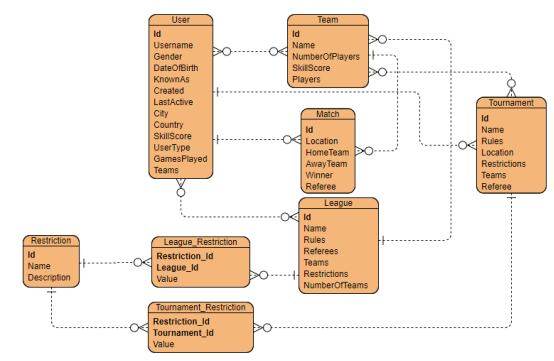 User
Id
Username
Gender
DateOfBirth
KnownAs
Created
LastActive
City
Country
SkillScore
UserType
GamesPlayed
Teams
Team
Id
Name
NumberOfPlayers
SkillScore
Players
Match
Id
Location
HomeTeam
AwayTeam
Winner
Referee
Tournament
Id
Name
Rules
Location
Restrictions
Teams
Referee
League
Id
Name
Rules
Referees
Teams
Restrictions
NumberOfTeams
Restriction
Id
Name
Description
League_Restriction
Restriction_Id
League_Id
Value
Tournament_Restriction
Restriction_Id
Tournament_Id
Value